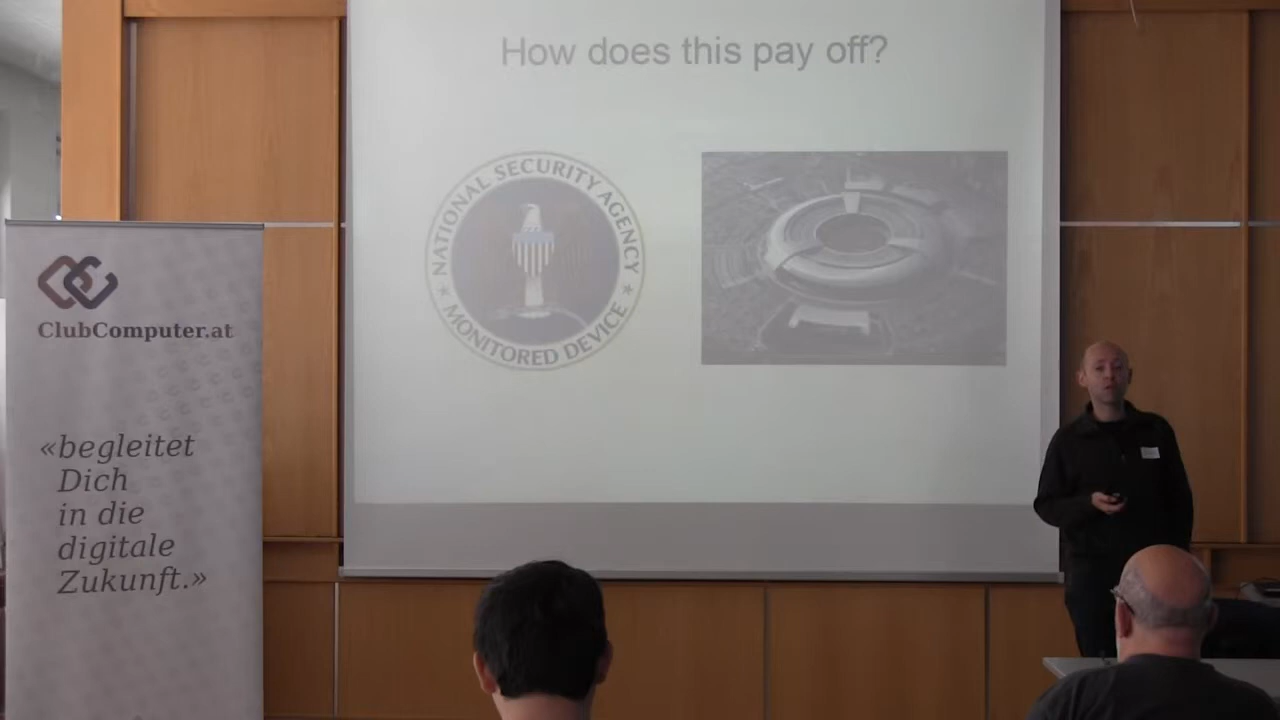 How does this pay off?
NATIONAL SECURITY AGENCY
★ MONITORED DEVICE ★
ClubComputer.at
«begleitet
Dich
in die
digitale
Zukunft.»